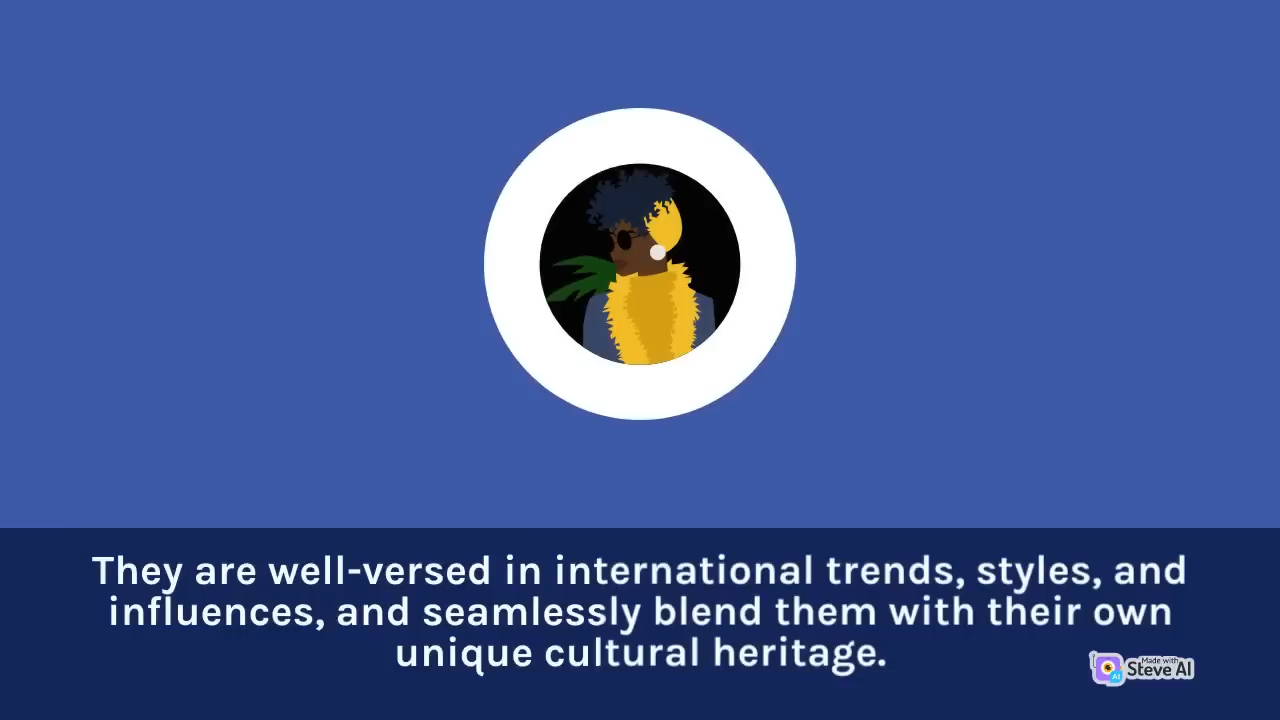 They are well-versed in international trends, styles, and
influences, and seamlessly blend them with their own
unique cultural heritage.
Made with
Steve AI
AI